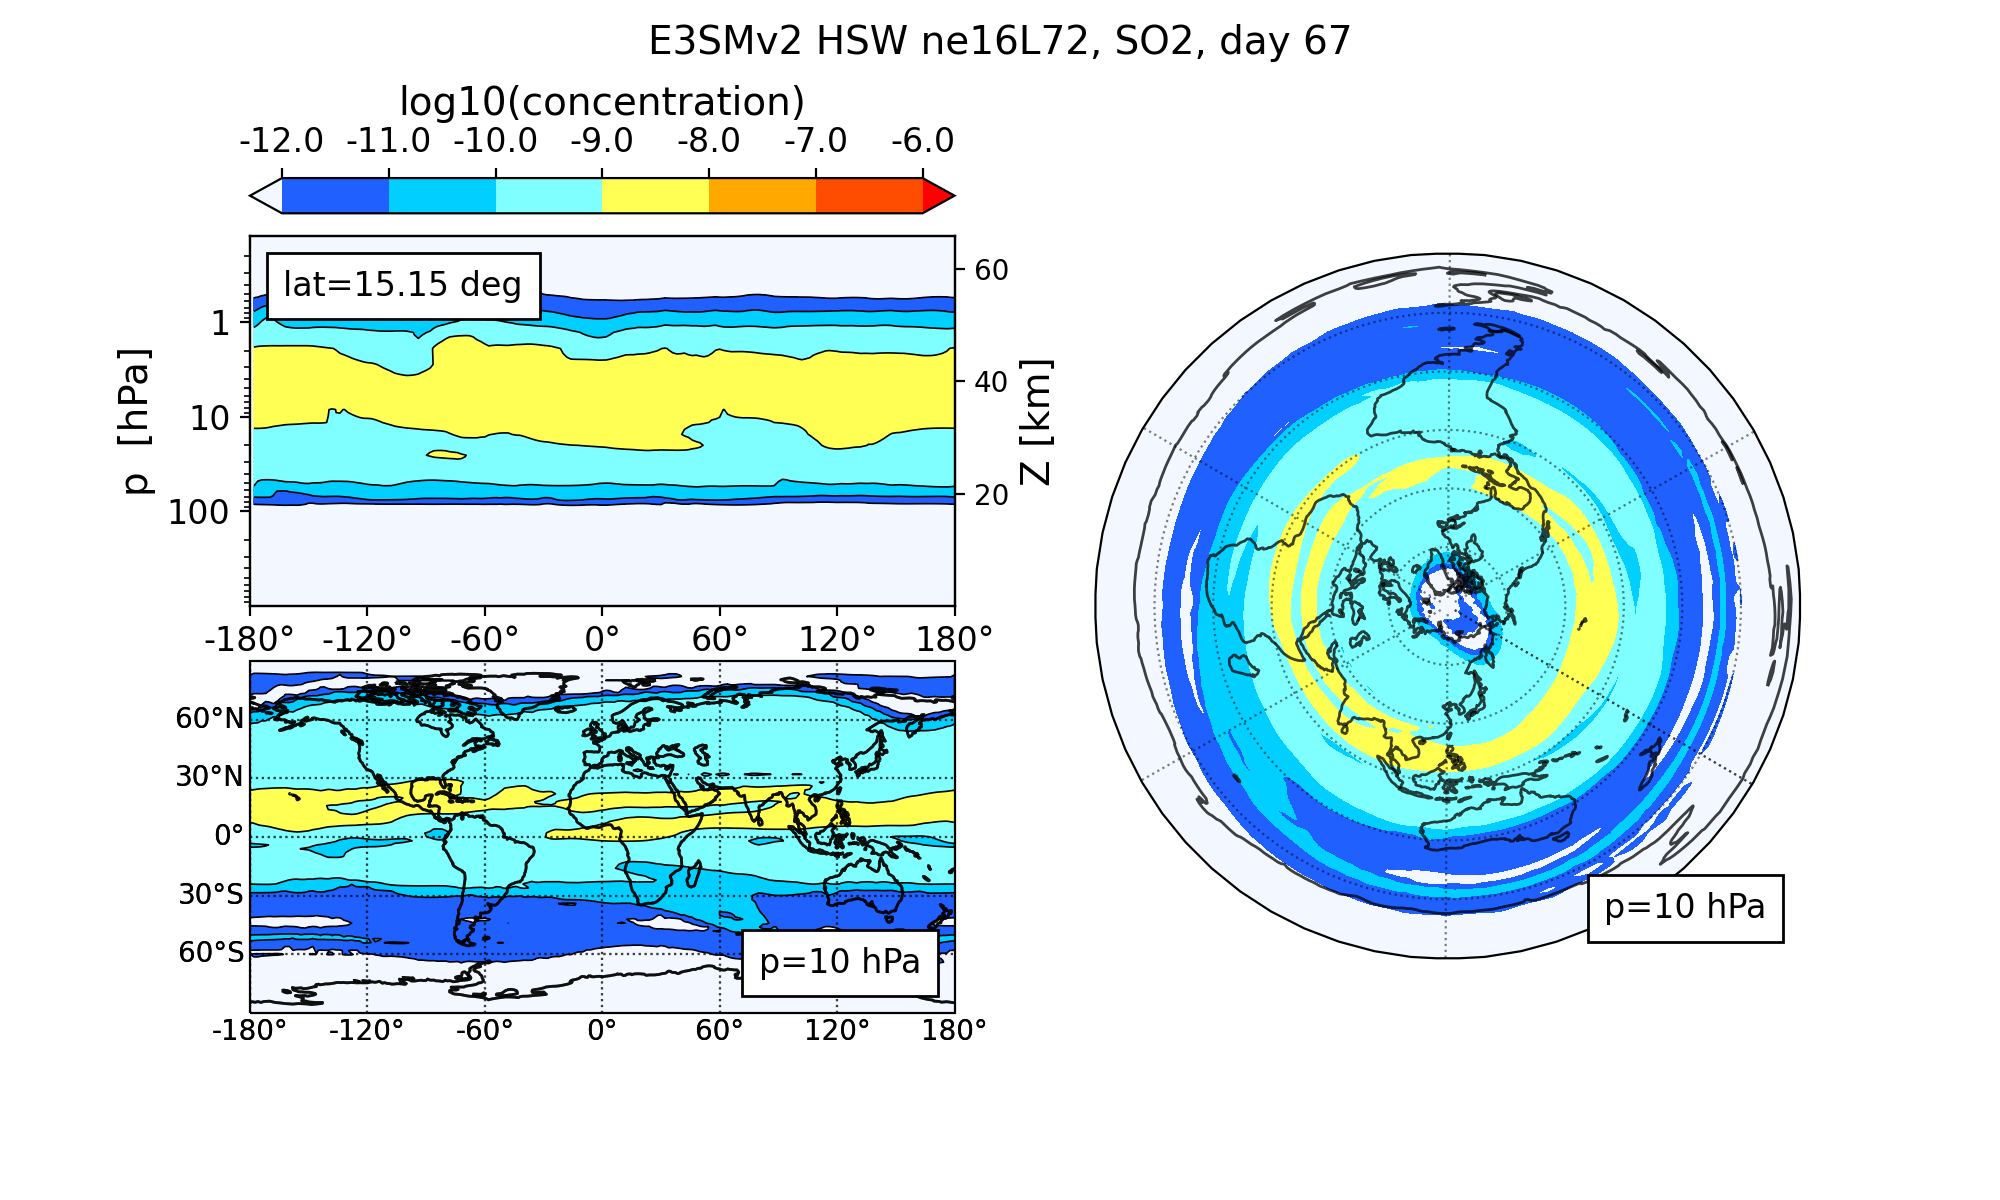 E3SMv2 HSW ne16L72, SO2, day 67
log10(concentration)
-12.0 -11.0 -10.0 -9.0 -8.0 -7.0 -6.0
lat=15.15 deg
p [hPa]
1
10
100
Z [km]
60
40
20
-180° -120° -60° 0° 60° 120° 180°
60°N
30°N
0°
30°S
60°S
p=10 hPa
-180° -120° -60° 0° 60° 120° 180°
p=10 hPa